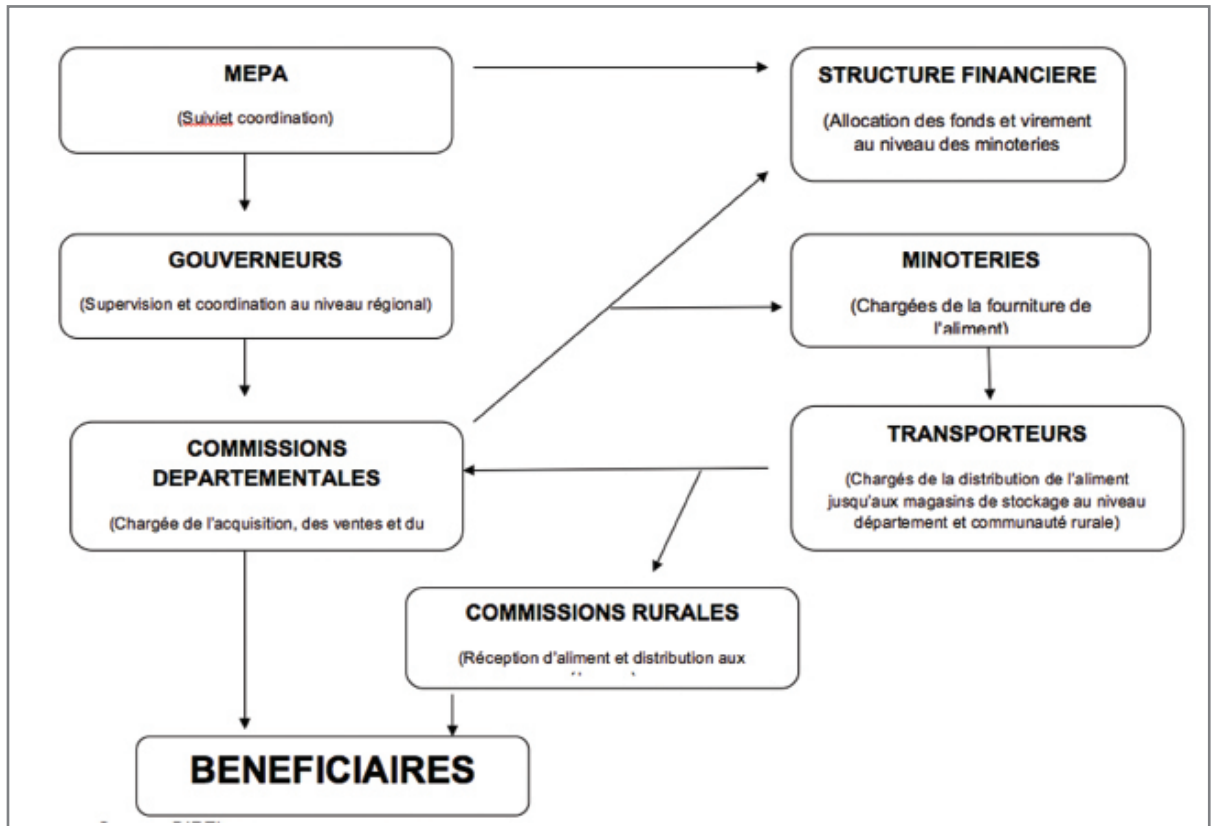 MEPA
(Suiviet coordination)
STRUCTURE FINANCIERE
(Allocation des fonds et virement
au niveau des minoteries
GOUVERNEURS
(Supervision et coordination au niveau régional)
MINOTERIES
(Chargées de la fourniture de
l'aliment)
COMMISSIONS
DEPARTEMENTALES
(Chargée de l'acquisition, des ventes et du
TRANSPORTEURS
(Chargés de la distribution de l'aliment
jusqu'aux magasins de stockage au niveau
département et communauté rurale)
COMMISSIONS RURALES
(Réception d'aliment et distribution aux
BENEFICIAIRES